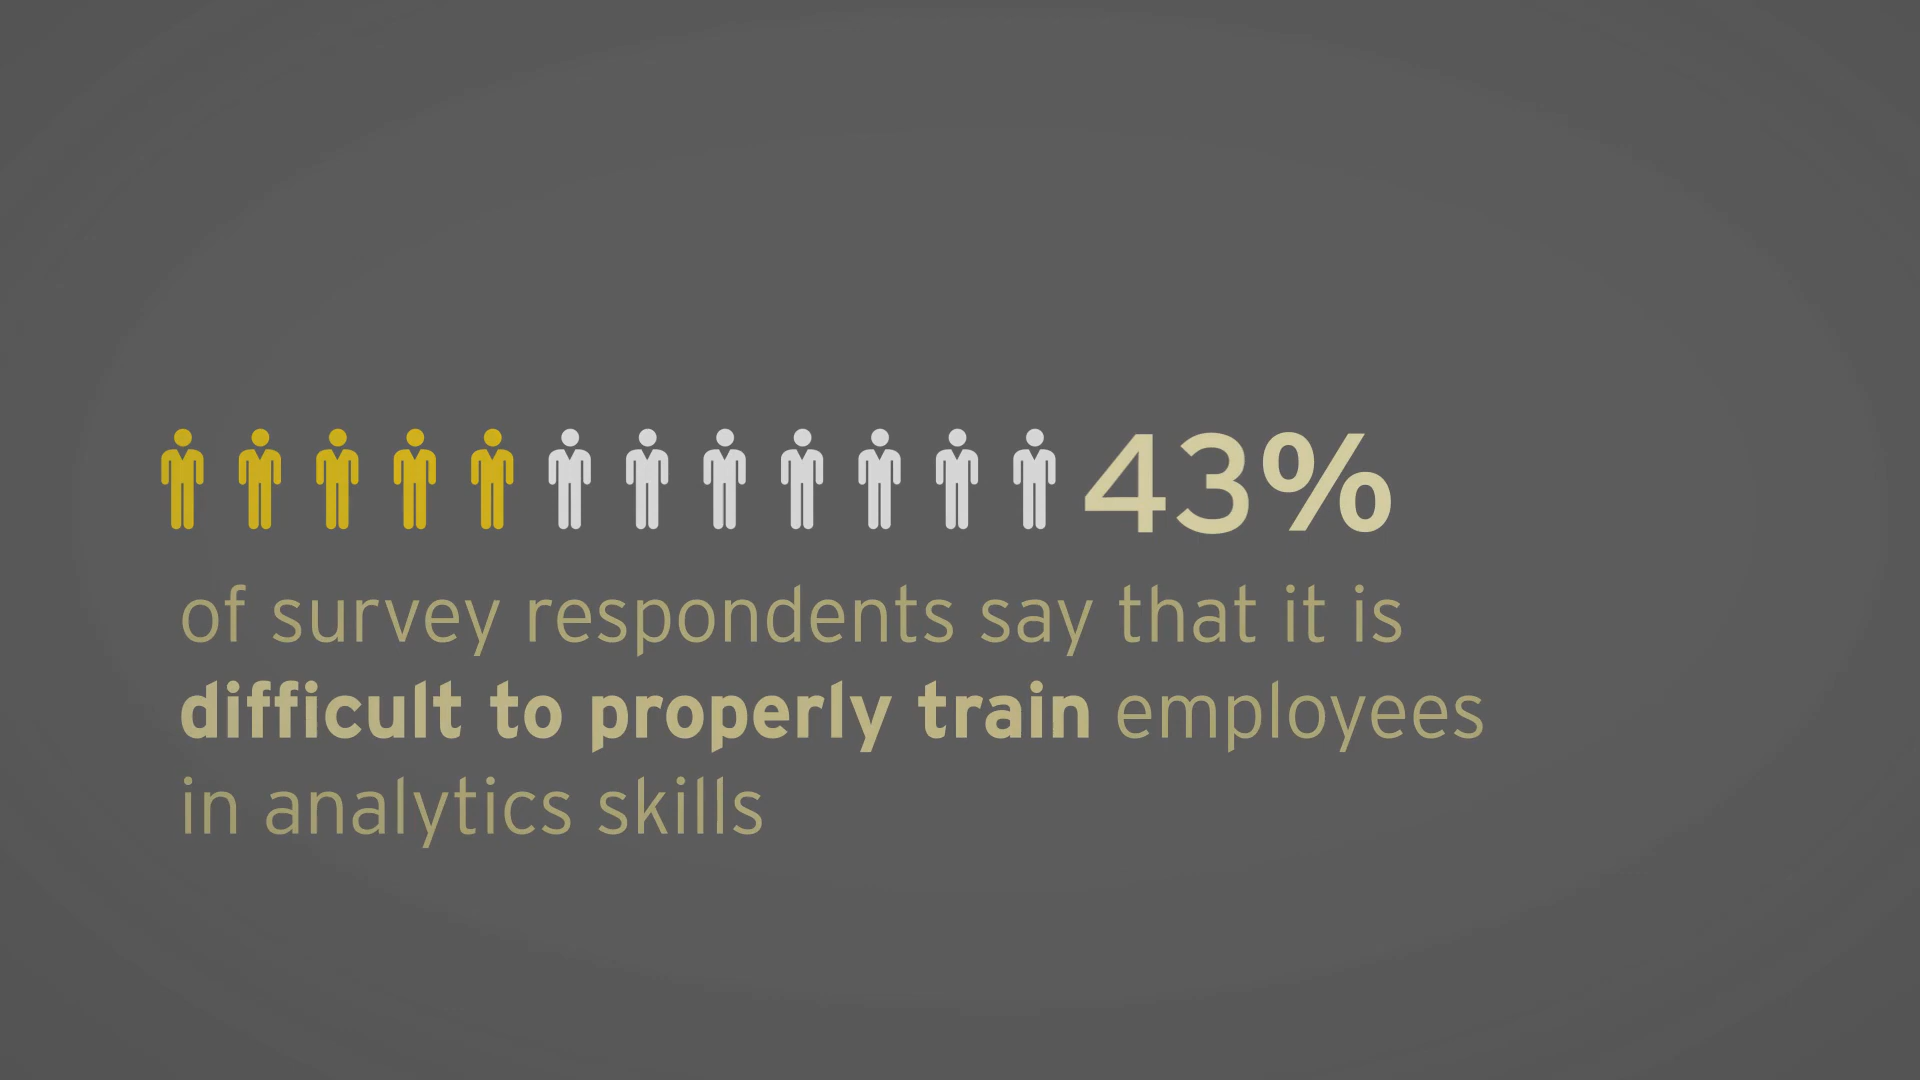 43%
of survey respondents say that it is
difficult to properly train employees
in analytics skills